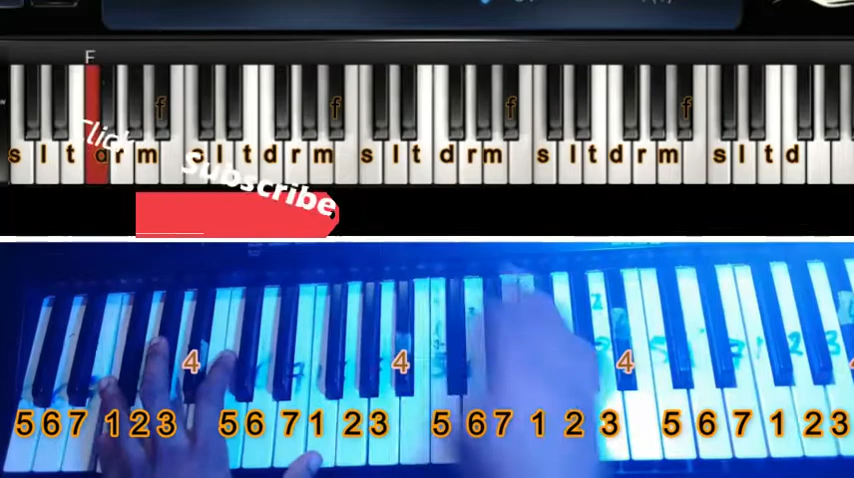 F
f f f f
Click
s l t d r m s l t d r m s l t d r m s l t d r m s l t d
Subscribe
4 4 4
5 6 7 1 2 3 5 6 7 1 2 3 5 6 7 1 2 3 5 6 7 1 2 3